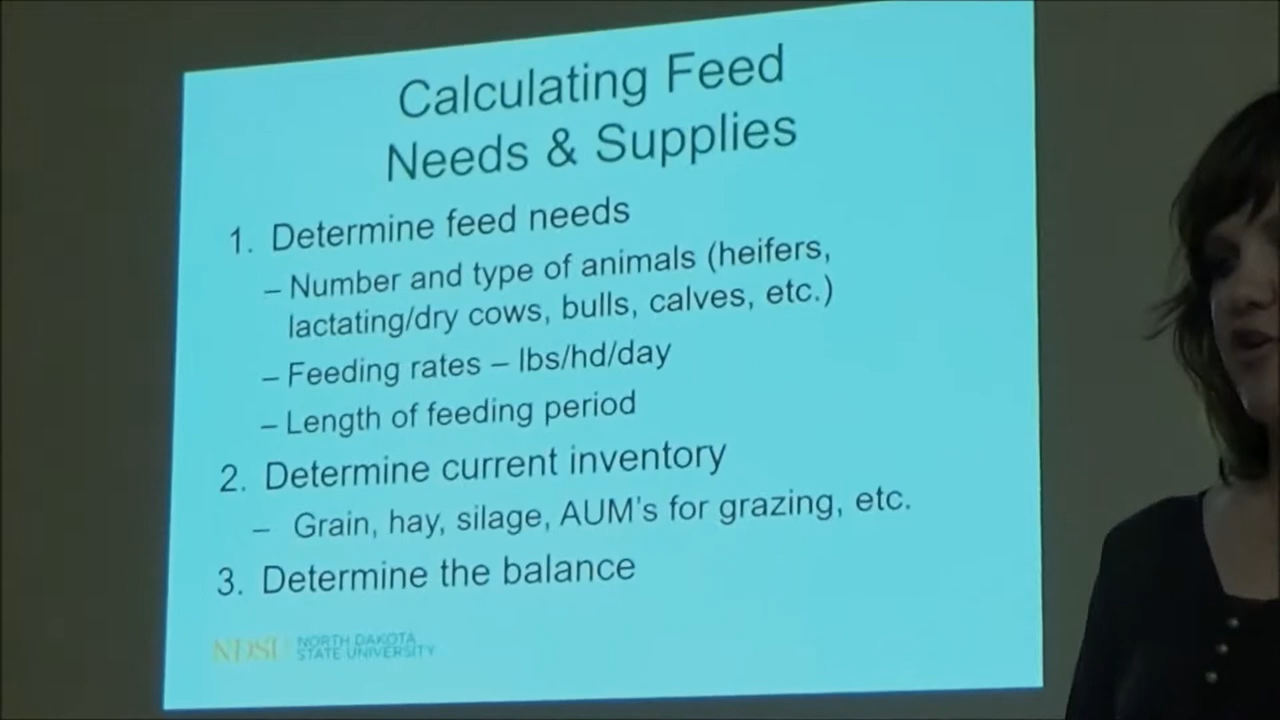 Calculating Feed
Needs & Supplies
1. Determine feed needs
– Number and type of animals (heifers,
lactating/dry cows, bulls, calves, etc.)
– Feeding rates – lbs/hd/day
– Length of feeding period
2. Determine current inventory
– Grain, hay, silage, AUM's for grazing, etc.
3. Determine the balance
NDSU NORTH DAKOTA
STATE UNIVERSITY